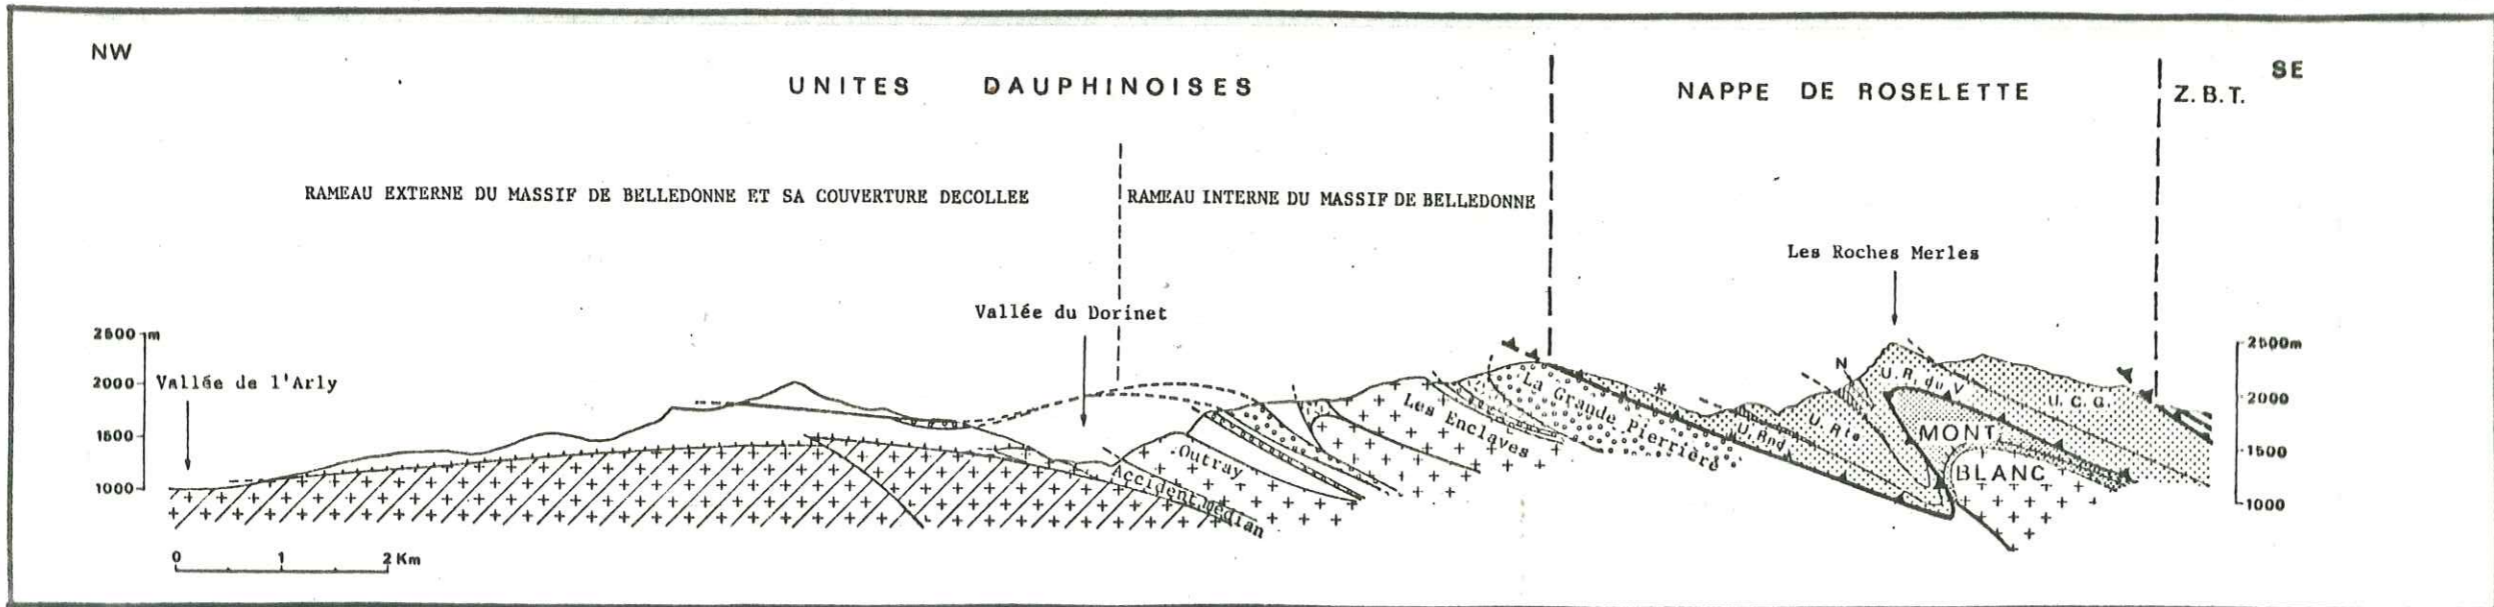 NW
SE
UNITES DAUPHINOISES
NAPPE DE ROSELETTE
Z.B.T.
RAMEAU EXTERNE DU MASSIF DE BELLEDONNE ET SA COUVERTURE DECOLLEE
RAMEAU INTERNE DU MASSIF DE BELLEDONNE
Les Roches Merles
Vallée du Dorinet
2500 m
2000
1500
1000
Vallée de l'Arly
2500m
2000
1500
1000
N
*
La Grande Pierrière
Les Enclaves
Outray
Accident Médian
U. Rnd
U. Rte
U.R. du V.
U.C.G.
MONT
BLANC
0 1 2 Km